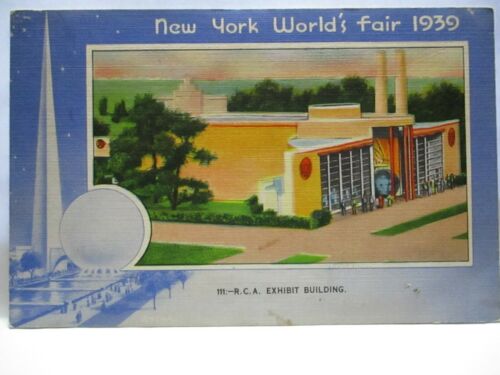 New York World's Fair 1939
111:—R.C.A. EXHIBIT BUILDING.